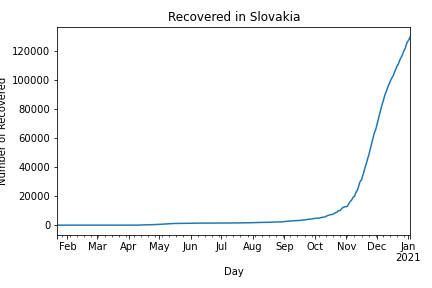 Recovered in Slovakia
Number of Recovered
120000
100000
80000
60000
40000
20000
0
Feb Mar Apr May Jun Jul Aug Sep Oct Nov Dec Jan
2021
Day